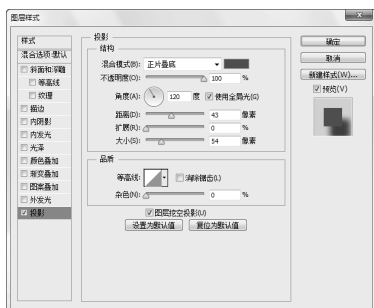 图层样式
样式
混合选项:默认
斜面和浮雕
等高线
纹理
描边
内阴影
内发光
光泽
颜色叠加
渐变叠加
图案叠加
外发光
投影
投影
结构
混合模式(B): 正片叠底
不透明度(O): 100 %
角度(A): 120 度 使用全局光(G)
距离(D): 43 像素
扩展(R): 0 %
大小(S): 54 像素
品质
等高线: 消除锯齿(L)
杂色(N): 0 %
图层挖空投影(U)
设置为默认值 复位为默认值
确定
取消
新建样式(W)...
预览(V)